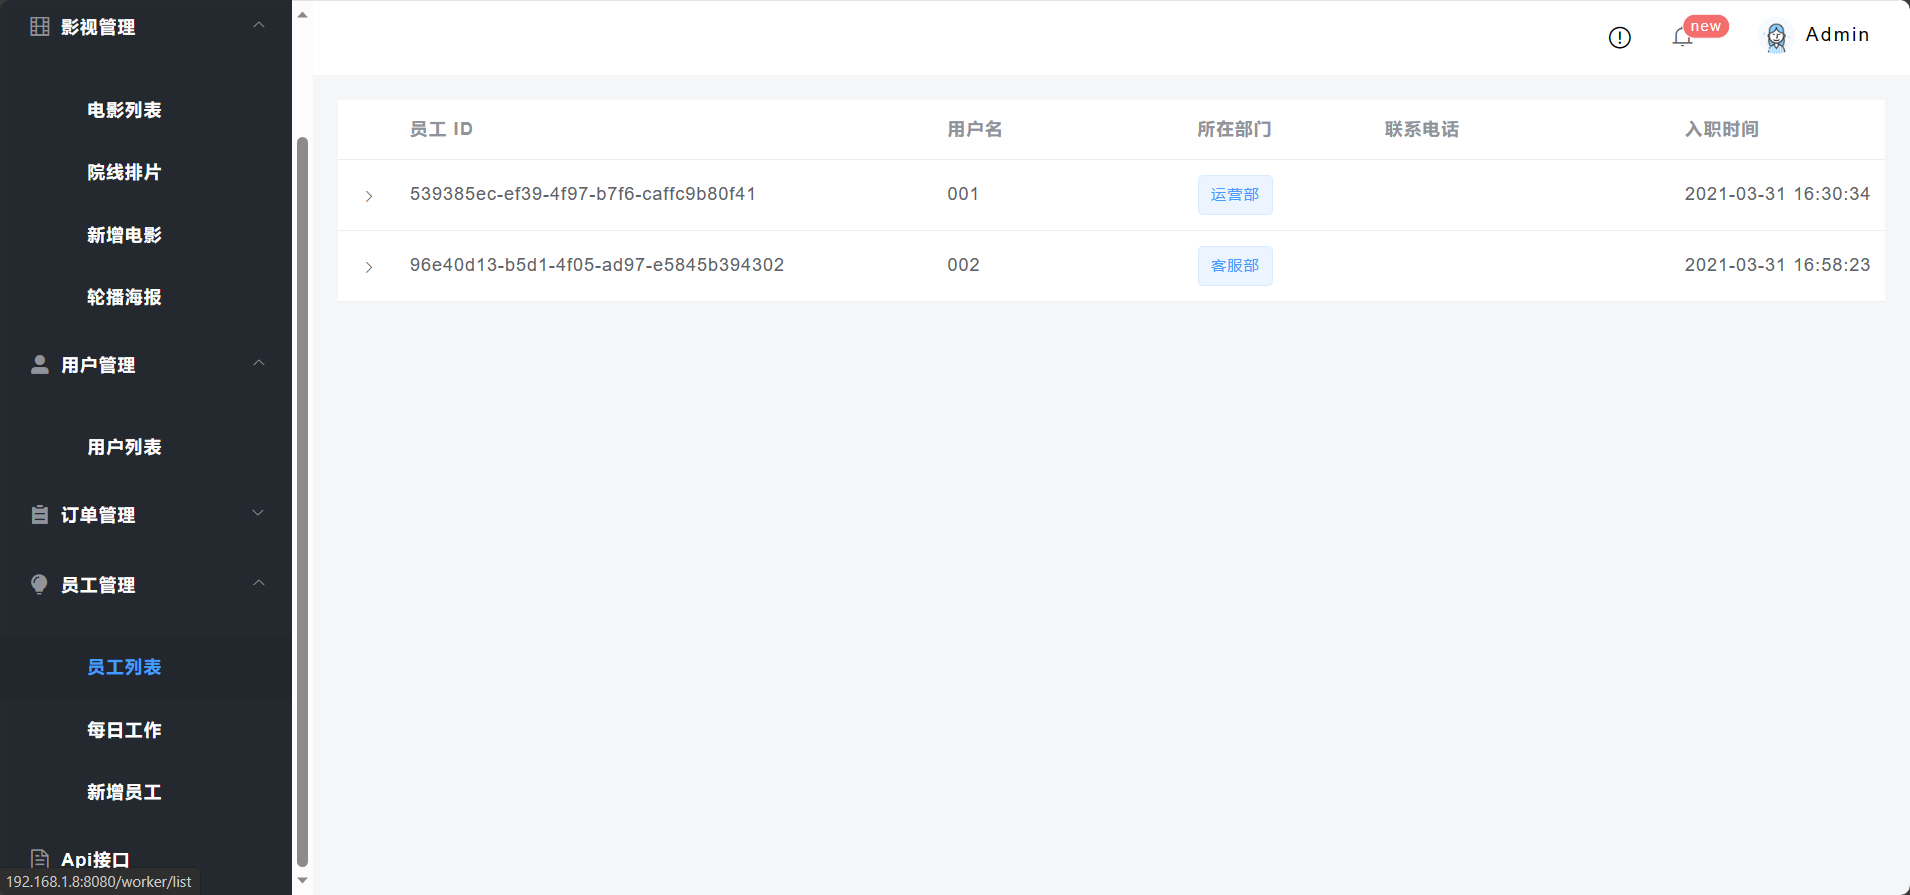 影视管理
电影列表
院线排片
新增电影
轮播海报
用户管理
用户列表
订单管理
员工管理
员工列表
每日工作
新增员工
Api接口
192.168.1.8:8080/worker/list
new
Admin
员工 ID 用户名 所在部门 联系电话 入职时间
539385ec-ef39-4f97-b7f6-caffc9b80f41 001 运营部 2021-03-31 16:30:34
96e40d13-b5d1-4f05-ad97-e5845b394302 002 客服部 2021-03-31 16:58:23